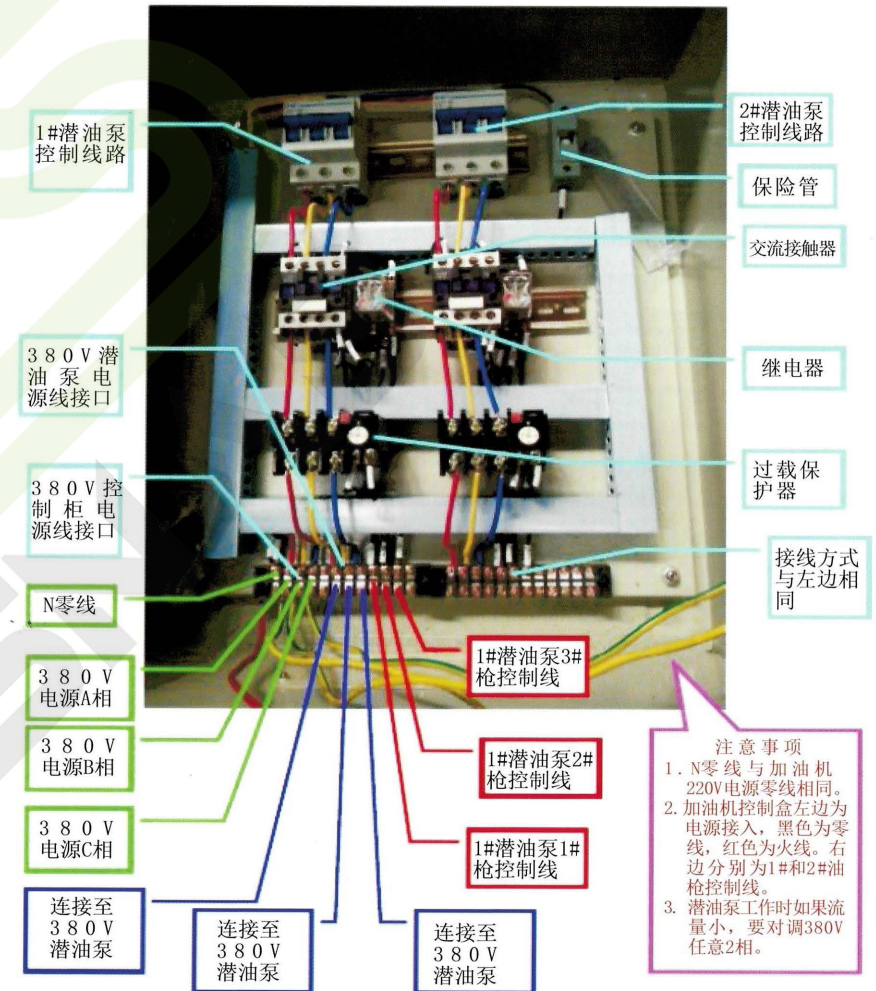 1#潜油泵
控制线路
2#潜油泵
控制线路
保险管
交流接触器
380V潜
油泵电
源线接口
继电器
380V控
制柜电
源线接口
过载保
护器
接线方式
与左边相
同
N零线
380V
电源A相
380V
电源B相
380V
电源C相
连接至
380V
潜油泵
连接至
380V
潜油泵
连接至
380V
潜油泵
1#潜油泵3#
枪控制线
1#潜油泵2#
枪控制线
1#潜油泵1#
枪控制线
注意事项
1.N零线与加油机
220V电源零线相同。
2.加油机控制盒左边为
电源接入，黑色为零
线，红色为火线。右
边分别为1#和2#油
枪控制线。
3.潜油泵工作时如果流
量小，要对调380V
任意2相。